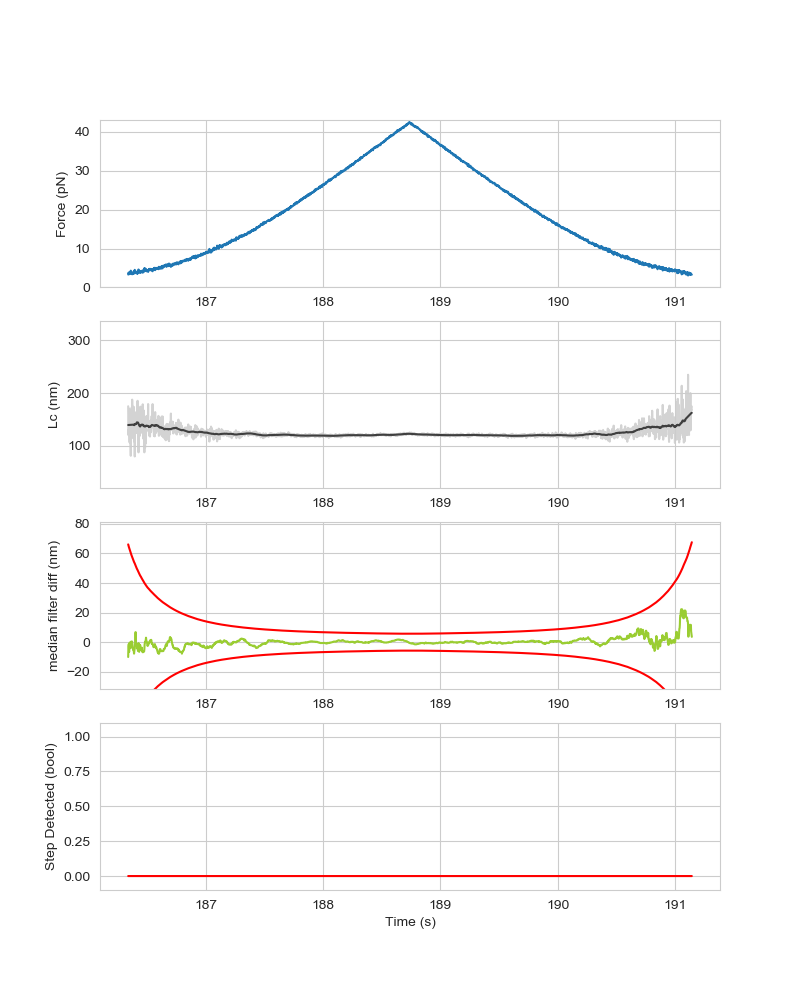 40
30
20
10
0
Force (pN)
187 188 189 190 191
300
200
100
Lc (nm)
187 188 189 190 191
80
60
40
20
0
−20
median filter diff (nm)
187 188 189 190 191
1.00
0.75
0.50
0.25
0.00
Step Detected (bool)
187 188 189 190 191
Time (s)